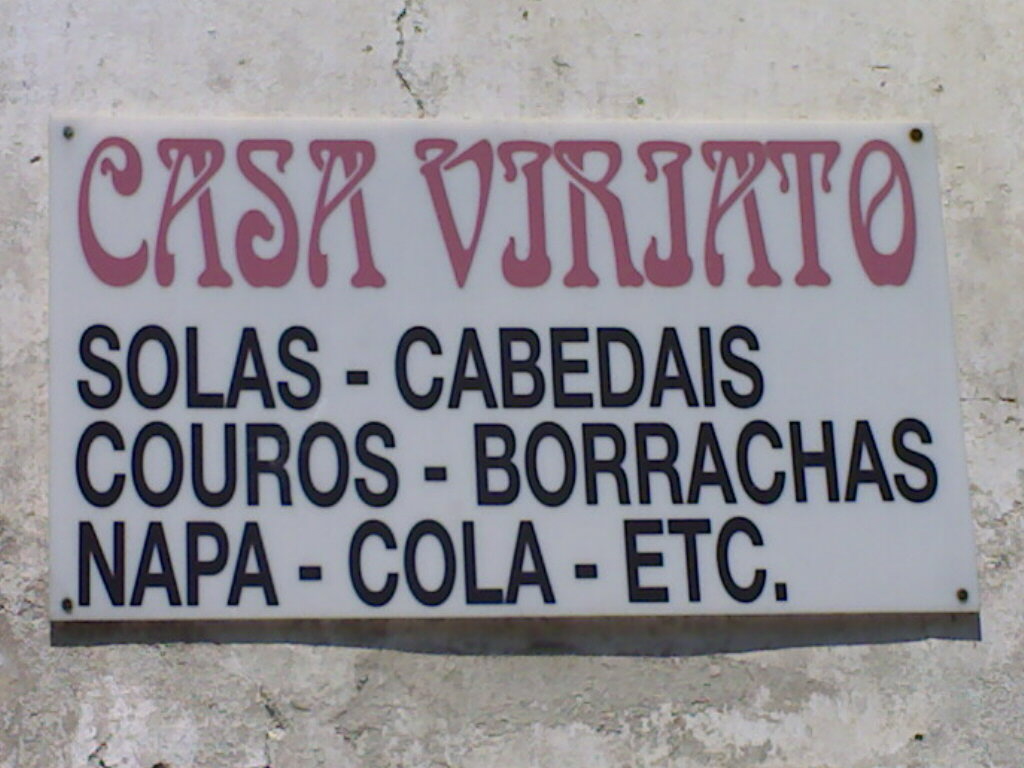 CASA VIRIATO
SOLAS - CABEDAIS
COUROS - BORRACHAS
NAPA - COLA - ETC.